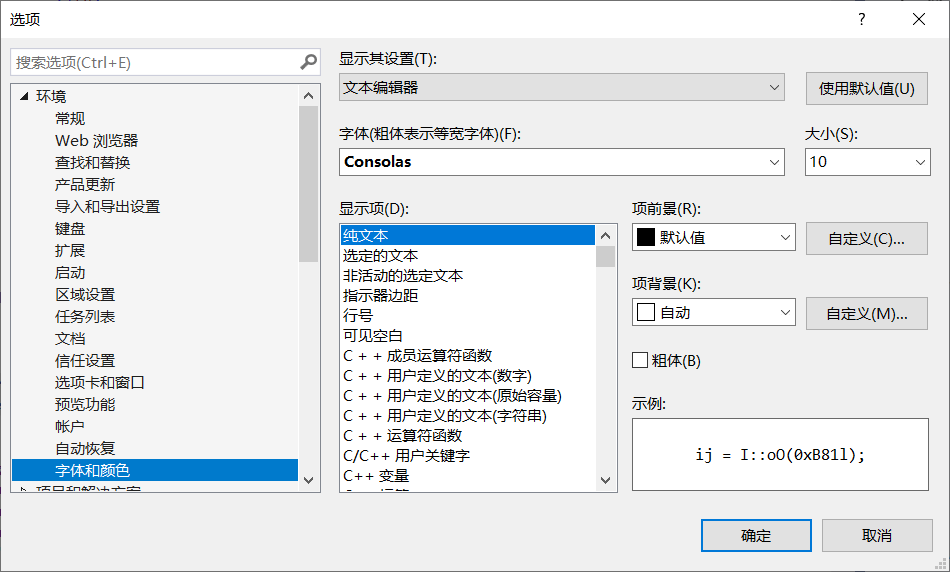 选项
搜索选项(Ctrl+E)
环境
常规
Web 浏览器
查找和替换
产品更新
导入和导出设置
键盘
扩展
启动
区域设置
任务列表
文档
信任设置
选项卡和窗口
预览功能
帐户
自动恢复
字体和颜色
项目和解决方案
显示其设置(T):
文本编辑器
使用默认值(U)
字体(粗体表示等宽字体)(F):
大小(S):
Consolas
10
显示项(D):
纯文本
选定的文本
非活动的选定文本
指示器边距
行号
可见空白
C + + 成员运算符函数
C + + 用户定义的文本(数字)
C + + 用户定义的文本(原始容量)
C + + 用户定义的文本(字符串)
C + + 运算符函数
C/C++ 用户关键字
C++ 变量
项前景(R):
默认值
自定义(C)...
项背景(K):
自动
自定义(M)...
粗体(B)
示例:
ij = I::oO(0xB81l);
确定
取消